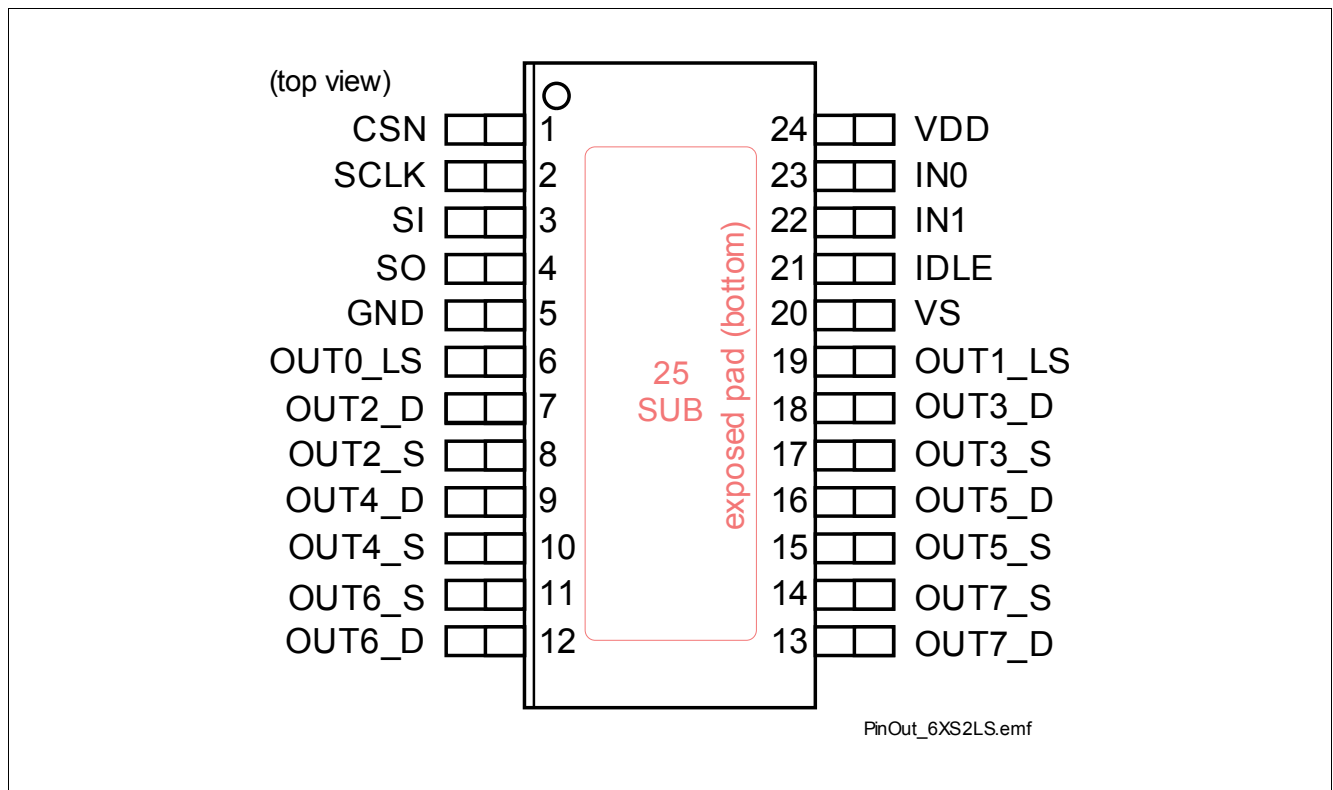 (top view)
CSN 1 24 VDD
SCLK 2 23 IN0
SI 3 22 IN1
SO 4 21 IDLE
GND 5 20 VS
OUT0_LS 6 19 OUT1_LS
OUT2_D 7 18 OUT3_D
OUT2_S 8 17 OUT3_S
OUT4_D 9 16 OUT5_D
OUT4_S 10 15 OUT5_S
OUT6_S 11 14 OUT7_S
OUT6_D 12 13 OUT7_D
25
SUB
exposed pad (bottom)
PinOut_6XS2LS.emf